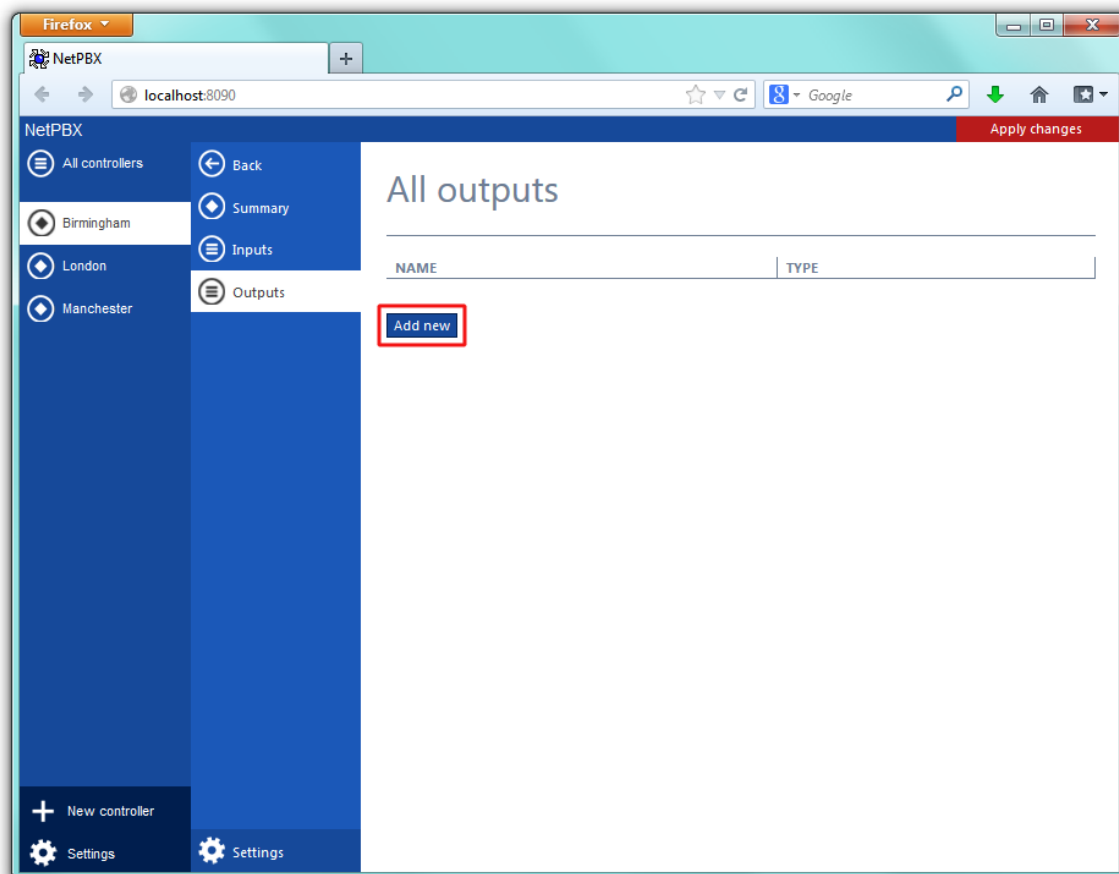 Firefox
NetPBX
localhost:8090
Google
NetPBX
Apply changes
All controllers
Birmingham
London
Manchester
New controller
Settings
Back
Summary
Inputs
Outputs
Settings
All outputs
NAME TYPE
Add new